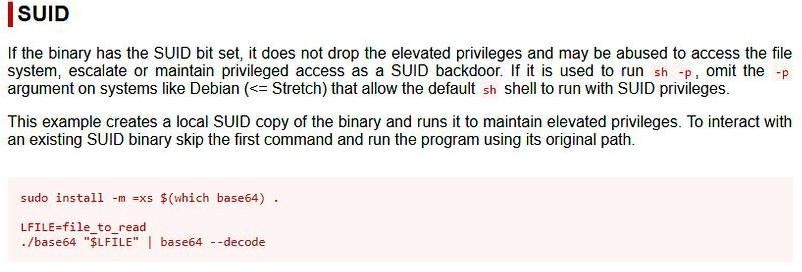 SUID
If the binary has the SUID bit set, it does not drop the elevated privileges and may be abused to access the file
system, escalate or maintain privileged access as a SUID backdoor. If it is used to run sh -p, omit the -p
argument on systems like Debian (<= Stretch) that allow the default sh shell to run with SUID privileges.
This example creates a local SUID copy of the binary and runs it to maintain elevated privileges. To interact with
an existing SUID binary skip the first command and run the program using its original path.
sudo install -m =xs $(which base64) .
LFILE=file_to_read
./base64 "$LFILE" | base64 --decode